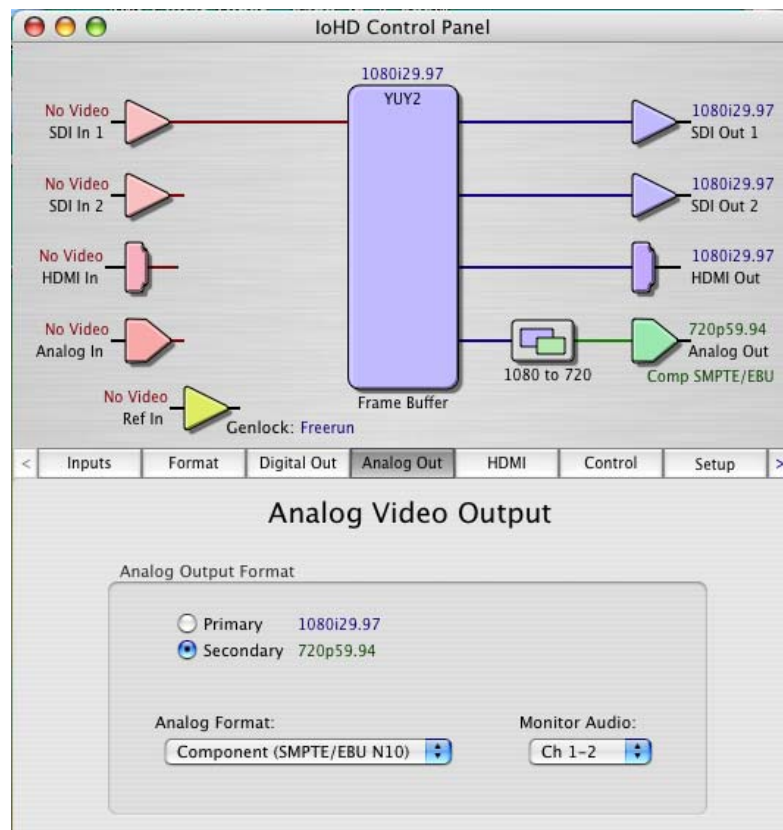 IoHD Control Panel
1080i29.97
YUY2
No Video
SDI In 1
1080i29.97
SDI Out 1
No Video
SDI In 2
1080i29.97
SDI Out 2
No Video
HDMI In
1080i29.97
HDMI Out
No Video
Analog In
720p59.94
Analog Out
1080 to 720
Comp SMPTE/EBU
No Video
Ref In
Frame Buffer
Genlock: Freerun
< Inputs Format Digital Out Analog Out HDMI Control Setup >
Analog Video Output
Analog Output Format
Primary 1080i29.97
Secondary 720p59.94
Analog Format: Monitor Audio:
Component (SMPTE/EBU N10) Ch 1-2